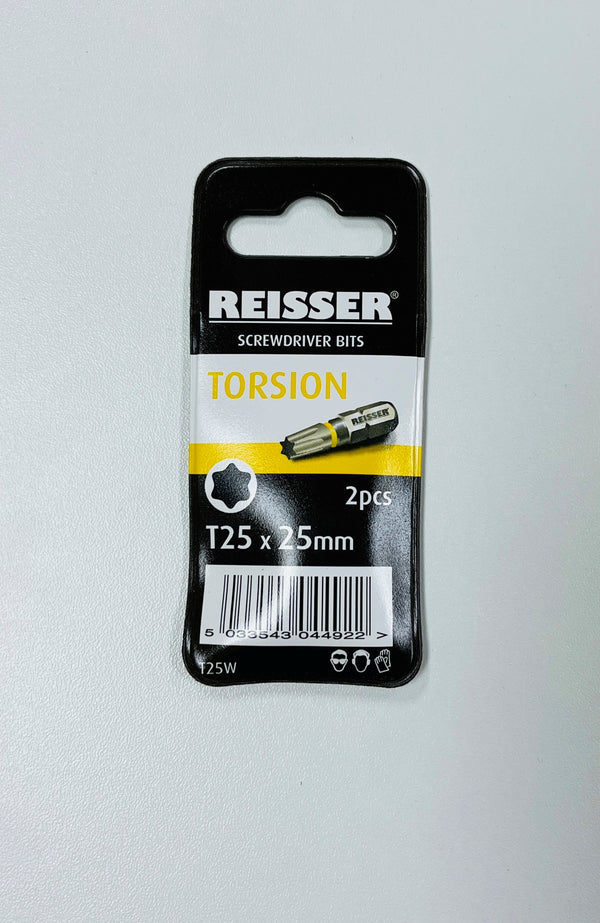 REISSER®
SCREWDRIVER BITS
TORSION
REISSER
2pcs
T25 x 25mm
5 033543 044922 >
T25W